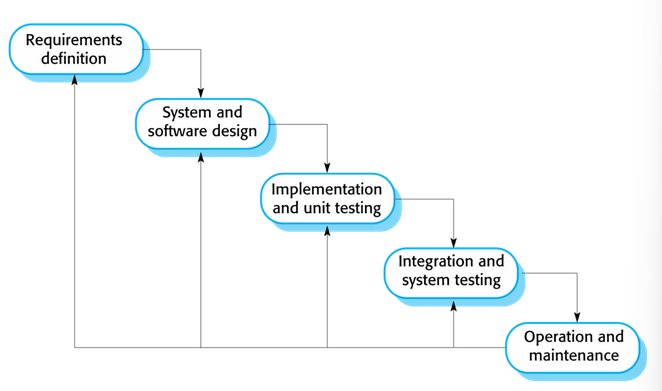 Requirements
definition
System and
software design
Implementation
and unit testing
Integration and
system testing
Operation and
maintenance